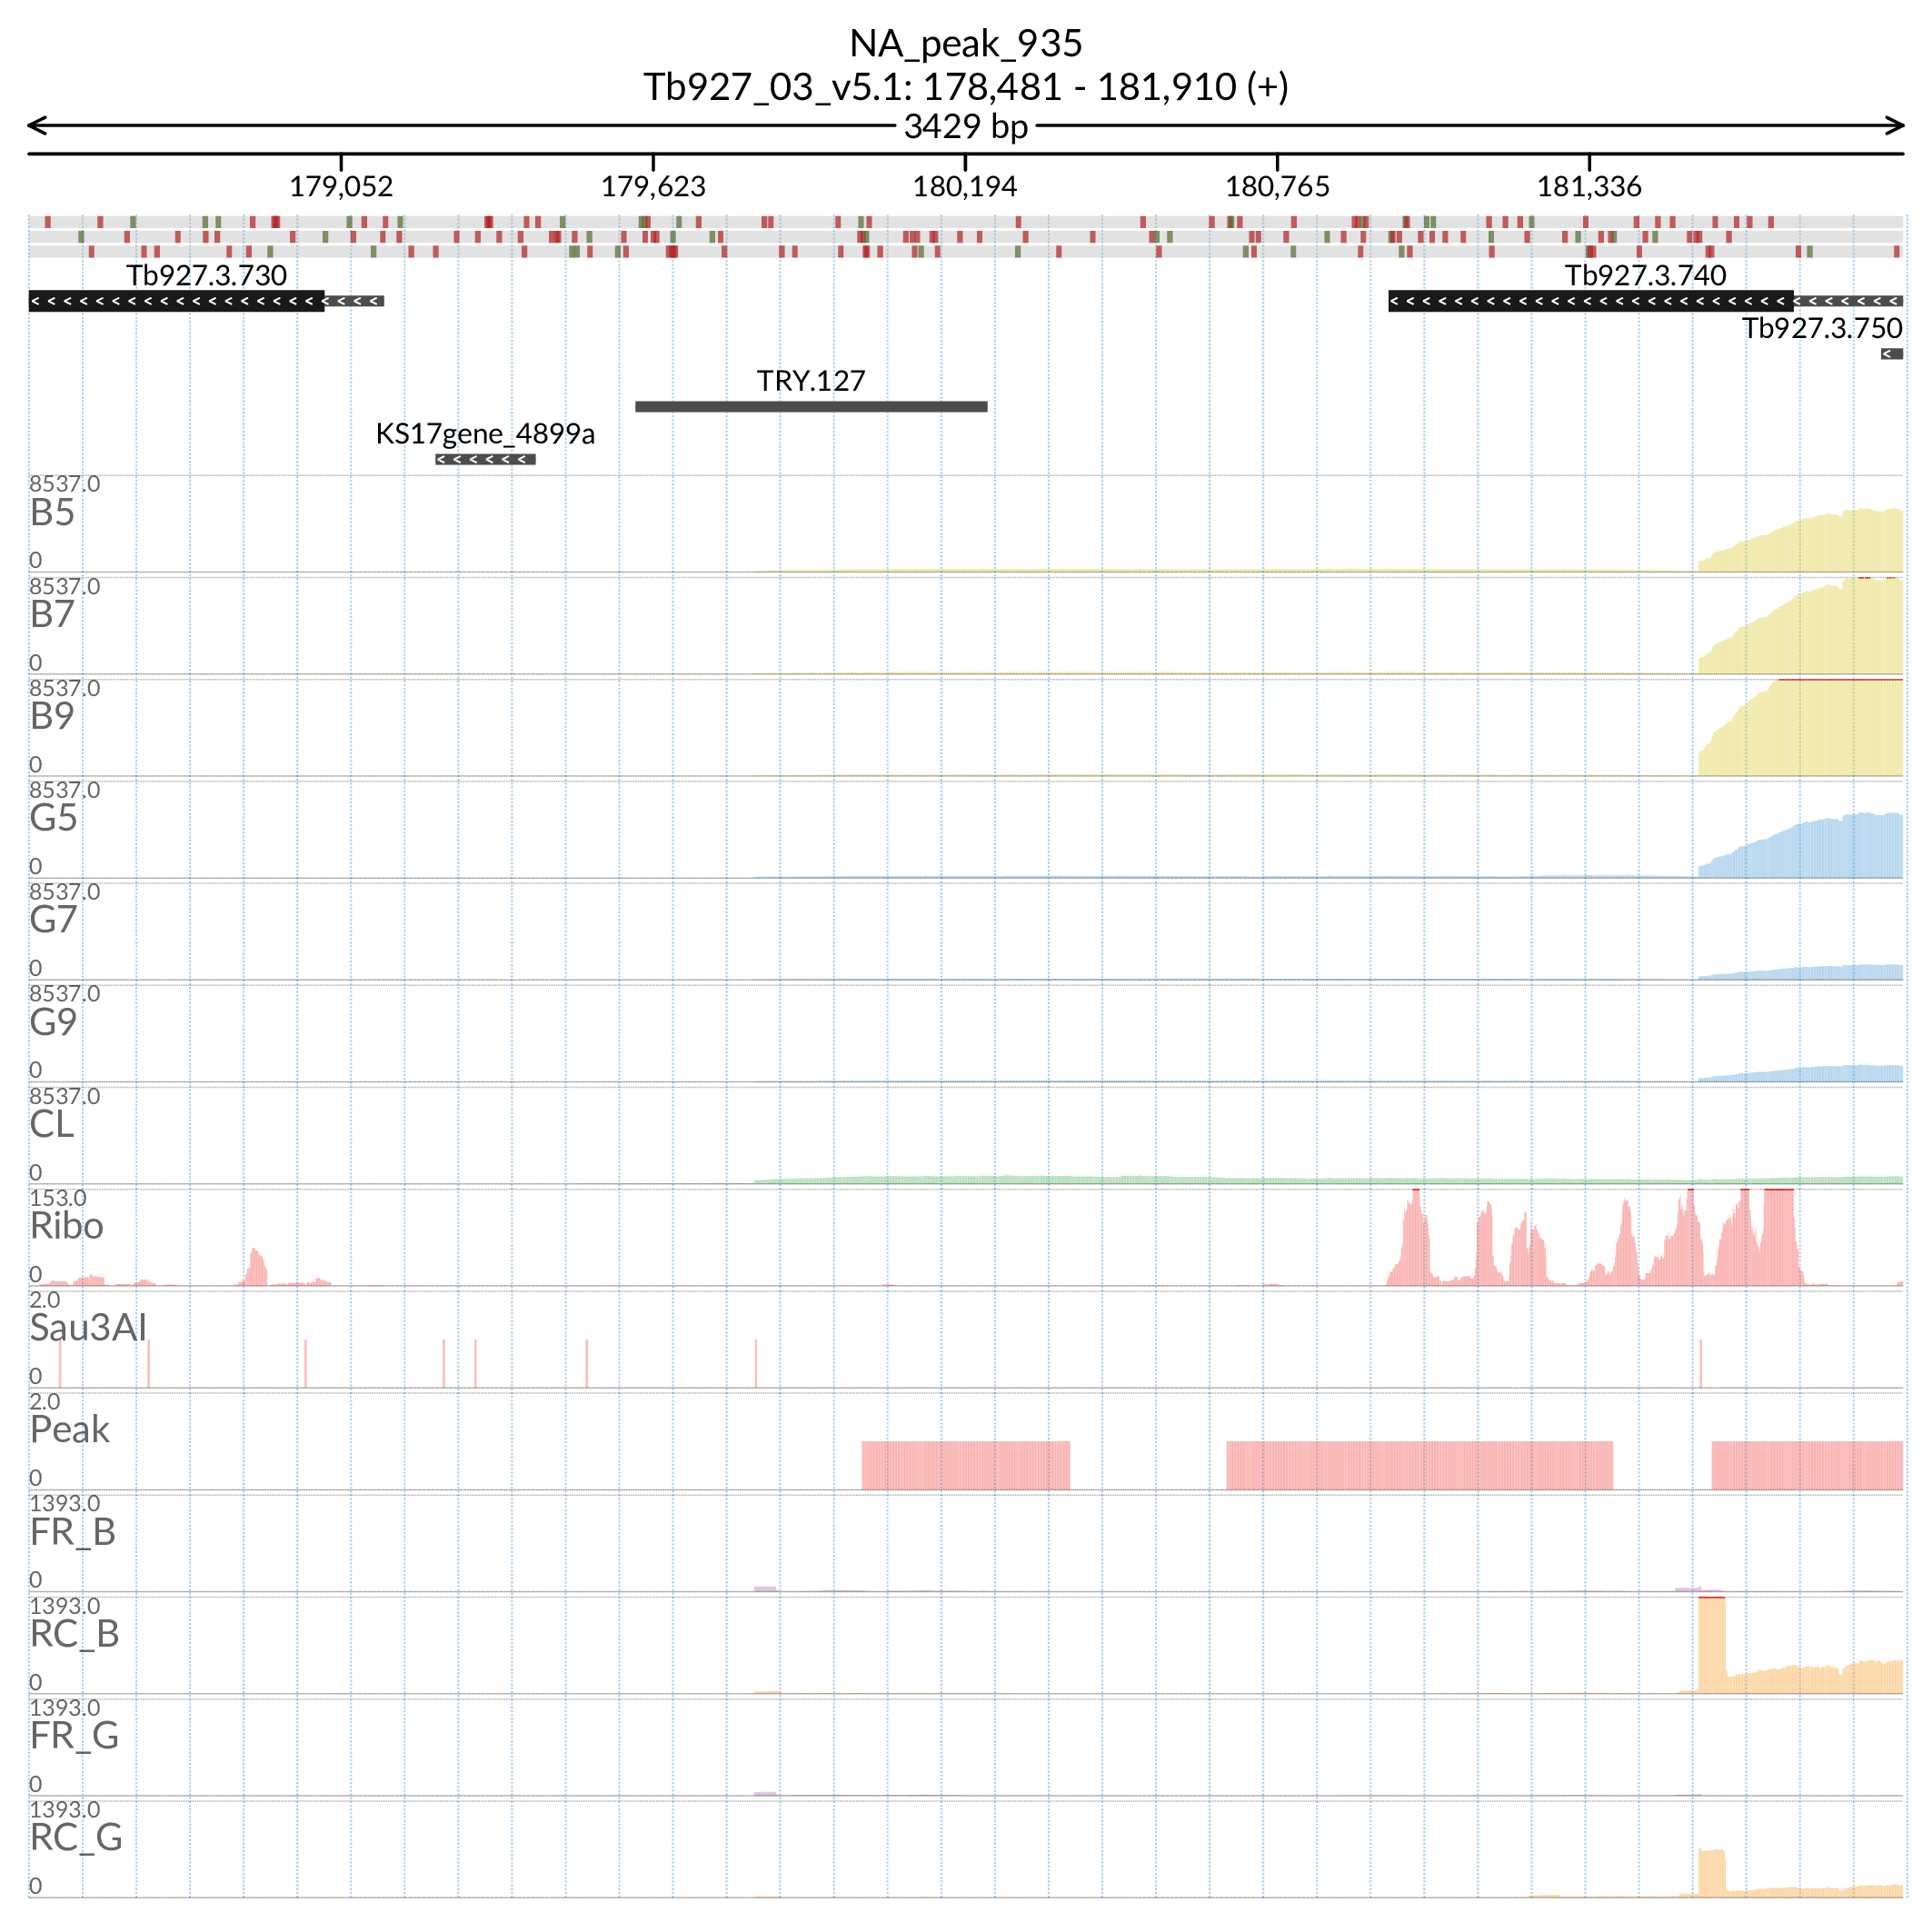 NA_peak_935
Tb927_03_v5.1: 178,481 - 181,910 (+)
3429 bp
179,052 179,623 180,194 180,765 181,336
Tb927.3.730 Tb927.3.740
Tb927.3.750
TRY.127
KS17gene_4899a
8537.0
B5
0
8537.0
B7
0
8537.0
B9
0
8537.0
G5
0
8537.0
G7
0
8537.0
G9
0
8537.0
CL
0
153.0
Ribo
0
2.0
Sau3AI
0
2.0
Peak
0
1393.0
FR_B
0
1393.0
RC_B
0
1393.0
FR_G
0
1393.0
RC_G
0